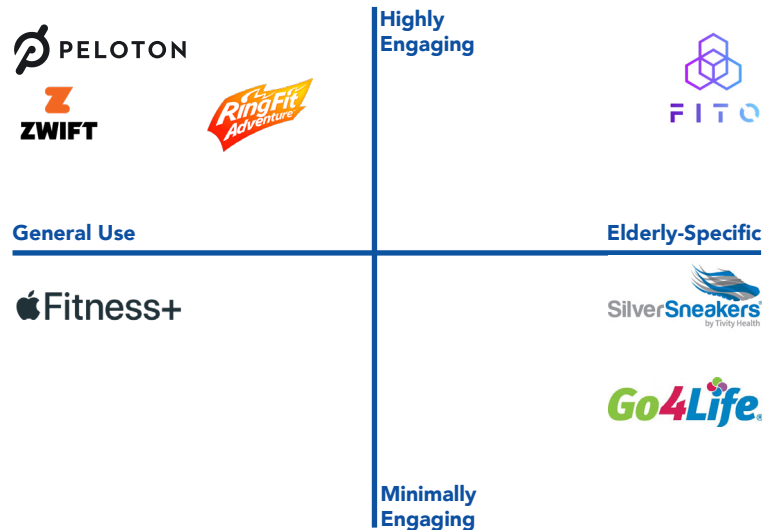 Highly
Engaging
PELOTON
ZWIFT
RingFit
Adventure
FITO
General Use
Elderly-Specific
Fitness+
SilverSneakers®
by Tivity Health
Go4Life®
Minimally
Engaging